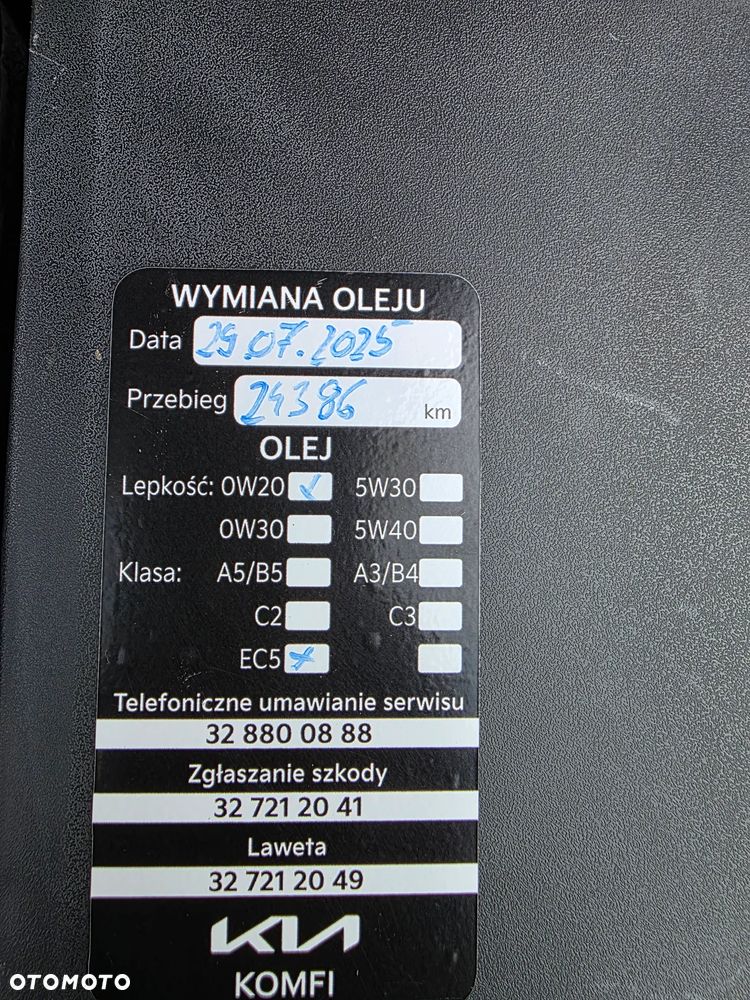 WYMIANA OLEJU
Data 29 07.2025
Przebieg 24386 km
OLEJ
Lepkość: 0W20 ✓ 5W30
0W30 5W40
Klasa: A5/B5 A3/B4
C2 C3
EC5 x
Telefoniczne umawianie serwisu
32 880 08 88
Zgłaszanie szkody
32 721 20 41
Laweta
32 721 20 49
KIA
KOMFI
OTOMOTO